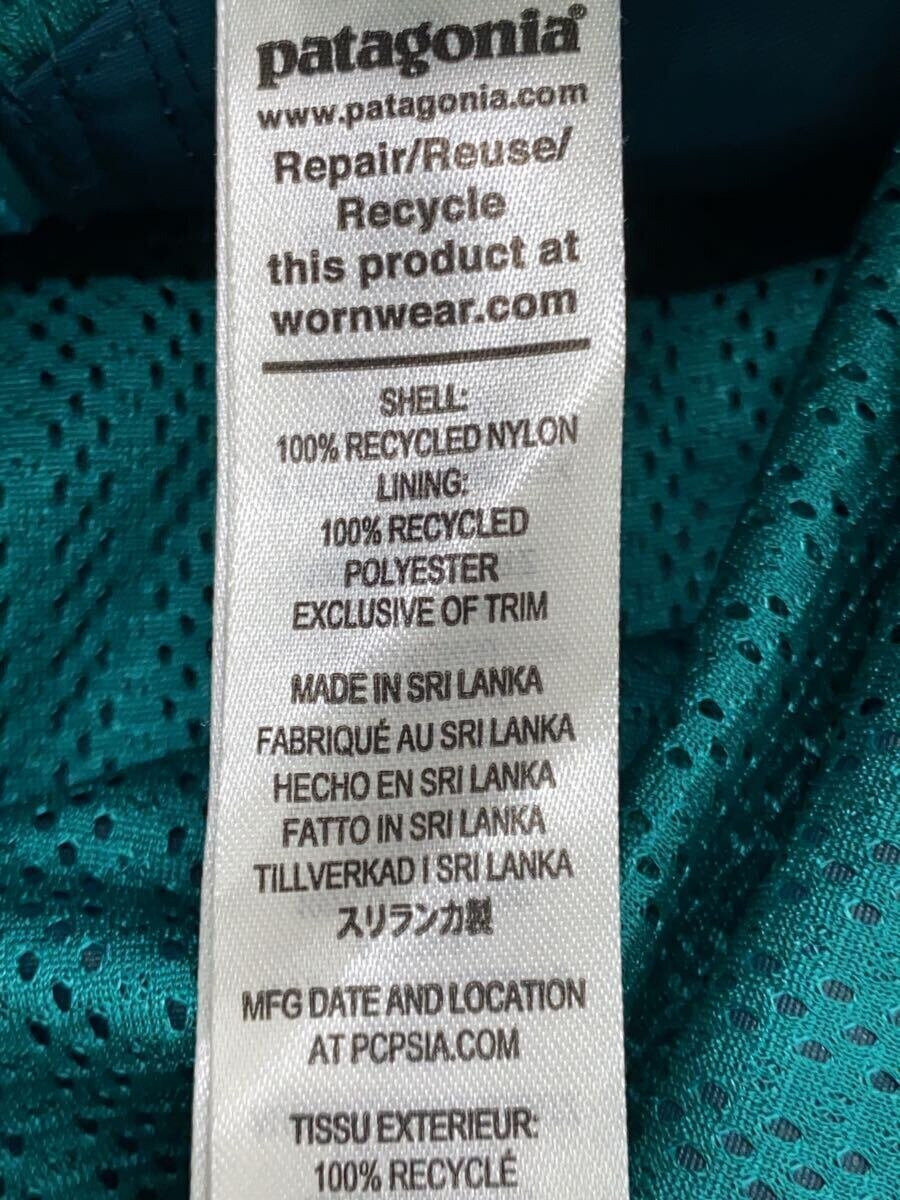 patagonia®
www.patagonia.com
Repair/Reuse/
Recycle
this product at
wornwear.com
SHELL:
100% RECYCLED NYLON
LINING:
100% RECYCLED
POLYESTER
EXCLUSIVE OF TRIM
MADE IN SRI LANKA
FABRIQUÉ AU SRI LANKA
HECHO EN SRI LANKA
FATTO IN SRI LANKA
TILLVERKAD I SRI LANKA
スリランカ製
MFG DATE AND LOCATION
AT PCPSIA.COM
TISSU EXTERIEUR:
100% RECYCLÉ